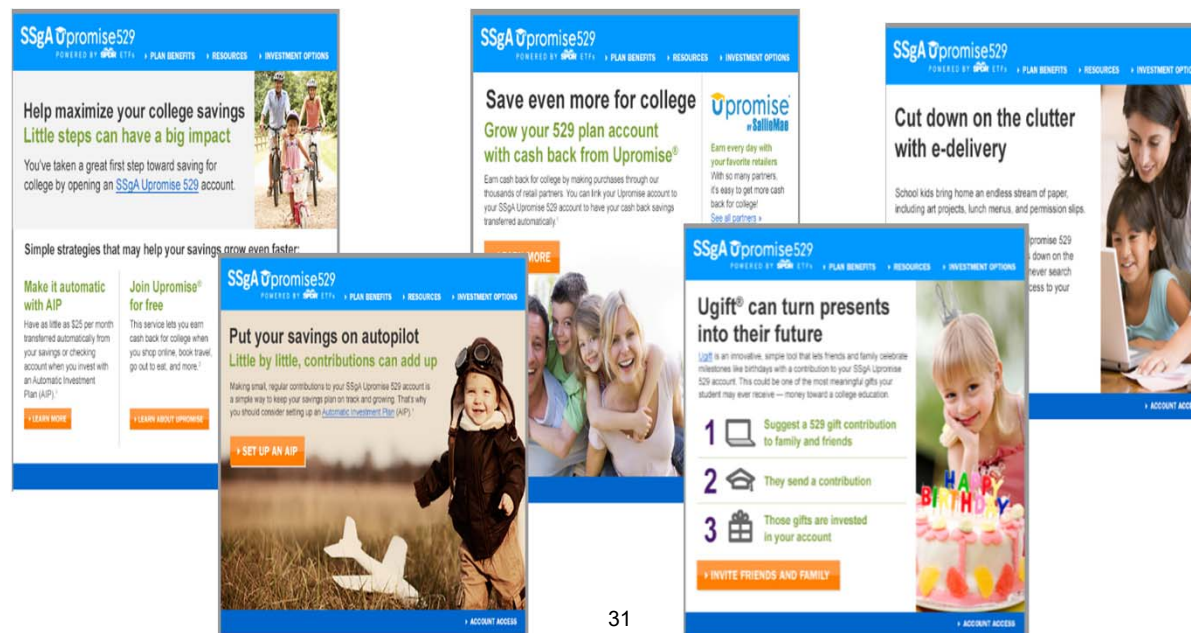 SSgA Upromise529
POWERED BY SPDR ETFs › PLAN BENEFITS › RESOURCES › INVESTMENT OPTIONS
Help maximize your college savings
Little steps can have a big impact
You've taken a great first step toward saving for
college by opening an SSgA Upromise 529 account.
Simple strategies that may help your savings grow even faster:
Make it automatic
with AIP
Have as little as $25 per month
transferred automatically from
your savings or checking
account when you invest with
an Automatic Investment
Plan (AIP).¹
› LEARN MORE
Join Upromise®
for free
This service lets you earn
cash back for college when
you shop online, book travel,
go out to eat, and more.²
› LEARN ABOUT UPROMISE
SSgA Upromise529
POWERED BY SPDR ETFs › PLAN BENEFITS › RESOURCES › INVESTMENT OPTIONS
Put your savings on autopilot
Little by little, contributions can add up
Making small, regular contributions to your SSgA Upromise 529 account is
a simple way to keep your savings plan on track and growing. That's why
you should consider setting up an Automatic Investment Plan (AIP).¹
› SET UP AN AIP
› ACCOUNT ACCESS
SSgA Upromise529
POWERED BY SPDR ETFs › PLAN BENEFITS › RESOURCES › INVESTMENT OPTIONS
Save even more for college
Grow your 529 plan account
with cash back from Upromise®
Earn cash back for college by making purchases through our
thousands of retail partners. You can link your Upromise account to
your SSgA Upromise 529 account to have your cash back savings
transferred automatically.¹
MORE
Upromise
BY SallieMae
Earn every day with
your favorite retailers
With so many partners,
it's easy to get more cash
back for college!
See all partners ›
SSgA Upromise529
POWERED BY SPDR ETFs › PLAN BENEFITS › RESOURCES › INVESTMENT OPTIONS
Ugift® can turn presents
into their future
Ugift is an innovative, simple tool that lets friends and family celebrate
milestones like birthdays with a contribution to your SSgA Upromise
529 account. This could be one of the most meaningful gifts your
student may ever receive — money toward a college education.
1 Suggest a 529 gift contribution
to family and friends
2 They send a contribution
3 Those gifts are invested
in your account
› INVITE FRIENDS AND FAMILY
HAPPY
BIRTHDAY
› ACCOUNT ACCESS
SSgA Upromise529
POWERED BY SPDR ETFs › PLAN BENEFITS › RESOURCES › INVESTMENT OPTIO
Cut down on the clutter
with e-delivery
School kids bring home an endless stream of paper,
including art projects, lunch menus, and permission slips.
promise 529
down on the
never search
cess to your
› ACCOUNT ACCE
31